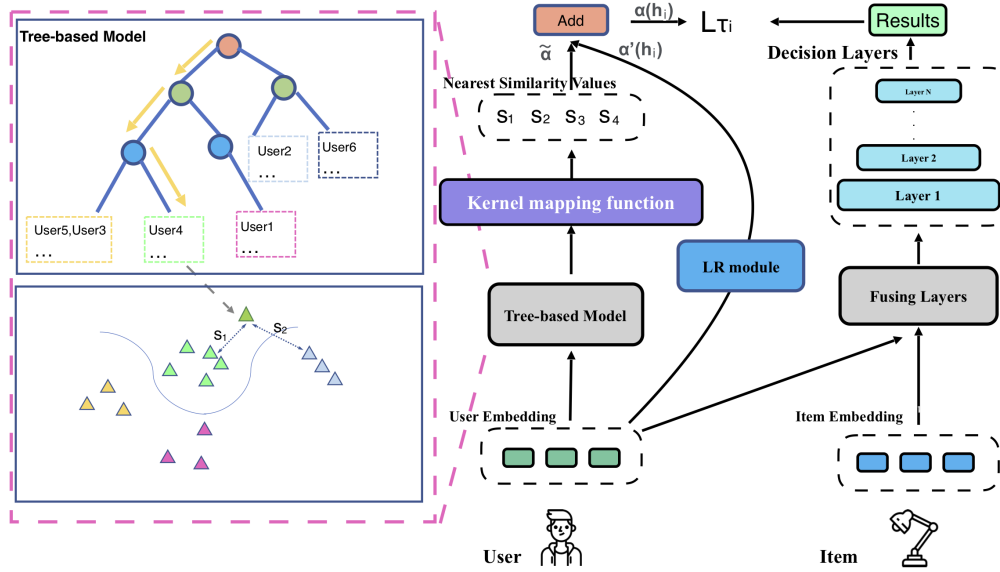 Tree-based Model
User2
...
User6
...
User5,User3
...
User4
...
User1
...
S1
S2
Add
α(hᵢ)
Lτᵢ
Results
α̃
α'(hᵢ)
Decision Layers
Nearest Similarity Values
S1 S2 S3 S4
Layer N
Layer 2
Layer 1
Kernel mapping function
LR module
Tree-based Model
Fusing Layers
User Embedding
Item Embedding
User
Item